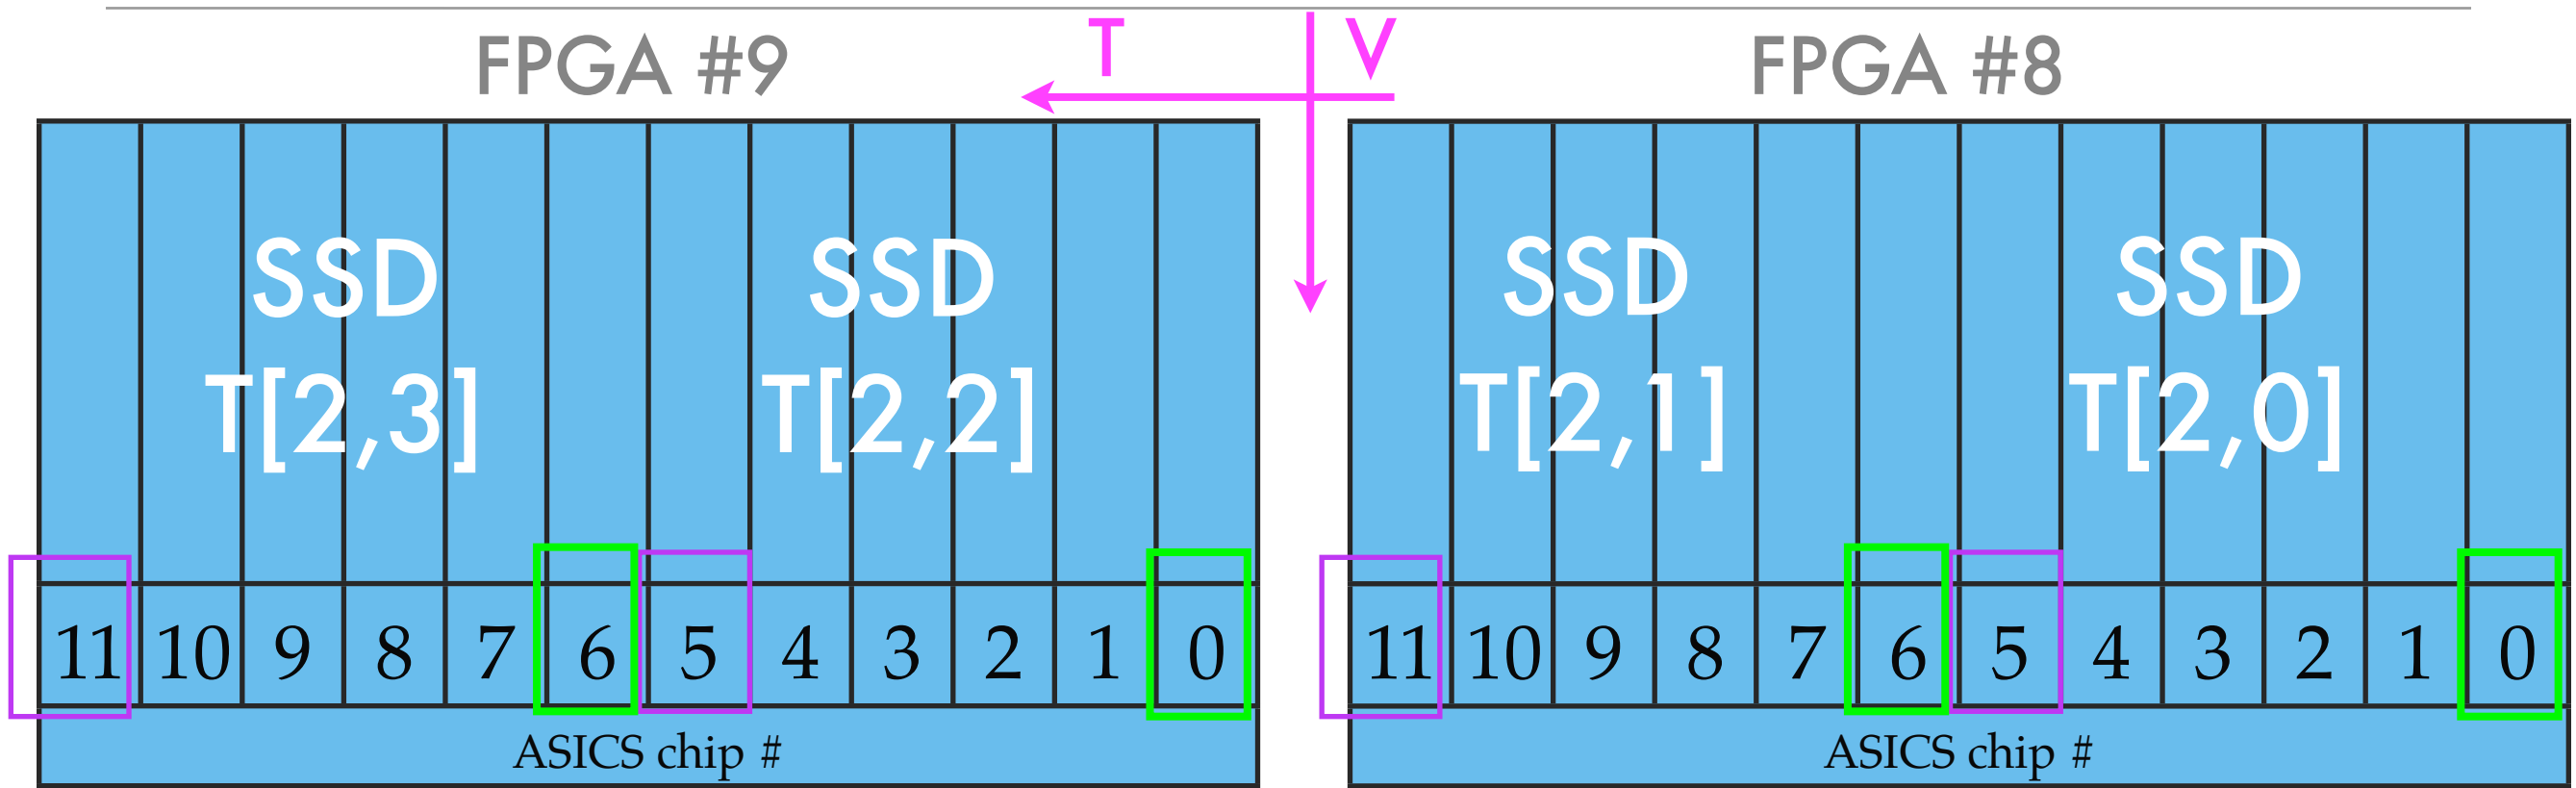 FPGA #9
T
V
FPGA #8
SSD
T[2,3]
SSD
T[2,2]
SSD
T[2,1]
SSD
T[2,0]
11 10 9 8 7 6 5 4 3 2 1 0
11 10 9 8 7 6 5 4 3 2 1 0
ASICS chip #
ASICS chip #